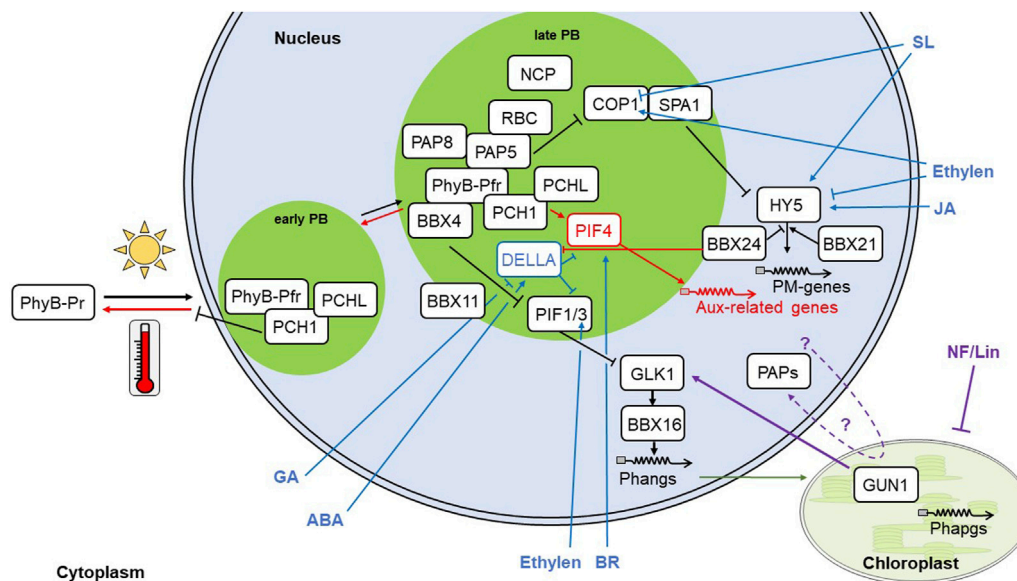 Nucleus
late PB
NCP
SL
COP1
SPA1
RBC
PAP8
PAP5
Ethylen
PhyB-Pfr
PCHL
early PB
HY5
JA
BBX4
PCH1
PIF4
BBX24
BBX21
DELLA
PM-genes
PhyB-Pr
PhyB-Pfr
PCHL
BBX11
Aux-related genes
PCH1
PIF1/3
?
NF/Lin
GLK1
PAPs
?
BBX16
GA
Phangs
GUN1
ABA
Phapgs
Ethylen
BR
Chloroplast
Cytoplasm